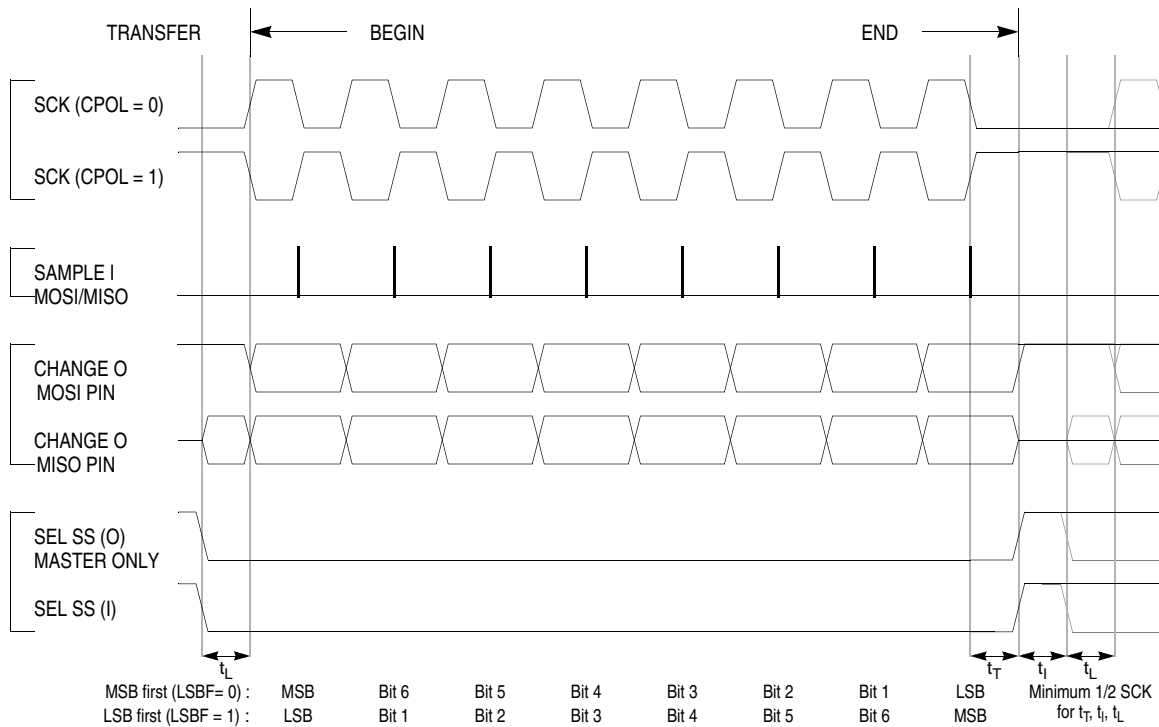 TRANSFER BEGIN END
SCK (CPOL = 0)
SCK (CPOL = 1)
SAMPLE I
MOSI/MISO
CHANGE O
MOSI PIN
CHANGE O
MISO PIN
SEL SS (O)
MASTER ONLY
SEL SS (I)
tL tT tI tL
MSB first (LSBF= 0) : MSB Bit 6 Bit 5 Bit 4 Bit 3 Bit 2 Bit 1 LSB Minimum 1/2 SCK
LSB first (LSBF = 1) : LSB Bit 1 Bit 2 Bit 3 Bit 4 Bit 5 Bit 6 MSB for tT, tI, tL